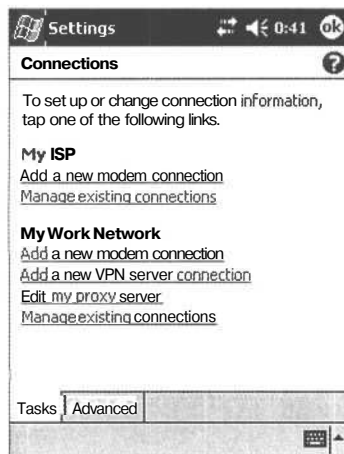 Settings 0:41 ok
Connections ?
To set up or change connection information,
tap one of the following links.
My ISP
Add a new modem connection
Manage existing connections
My Work Network
Add a new modem connection
Add a new VPN server connection
Edit my proxy server
Manage existing connections
Tasks Advanced